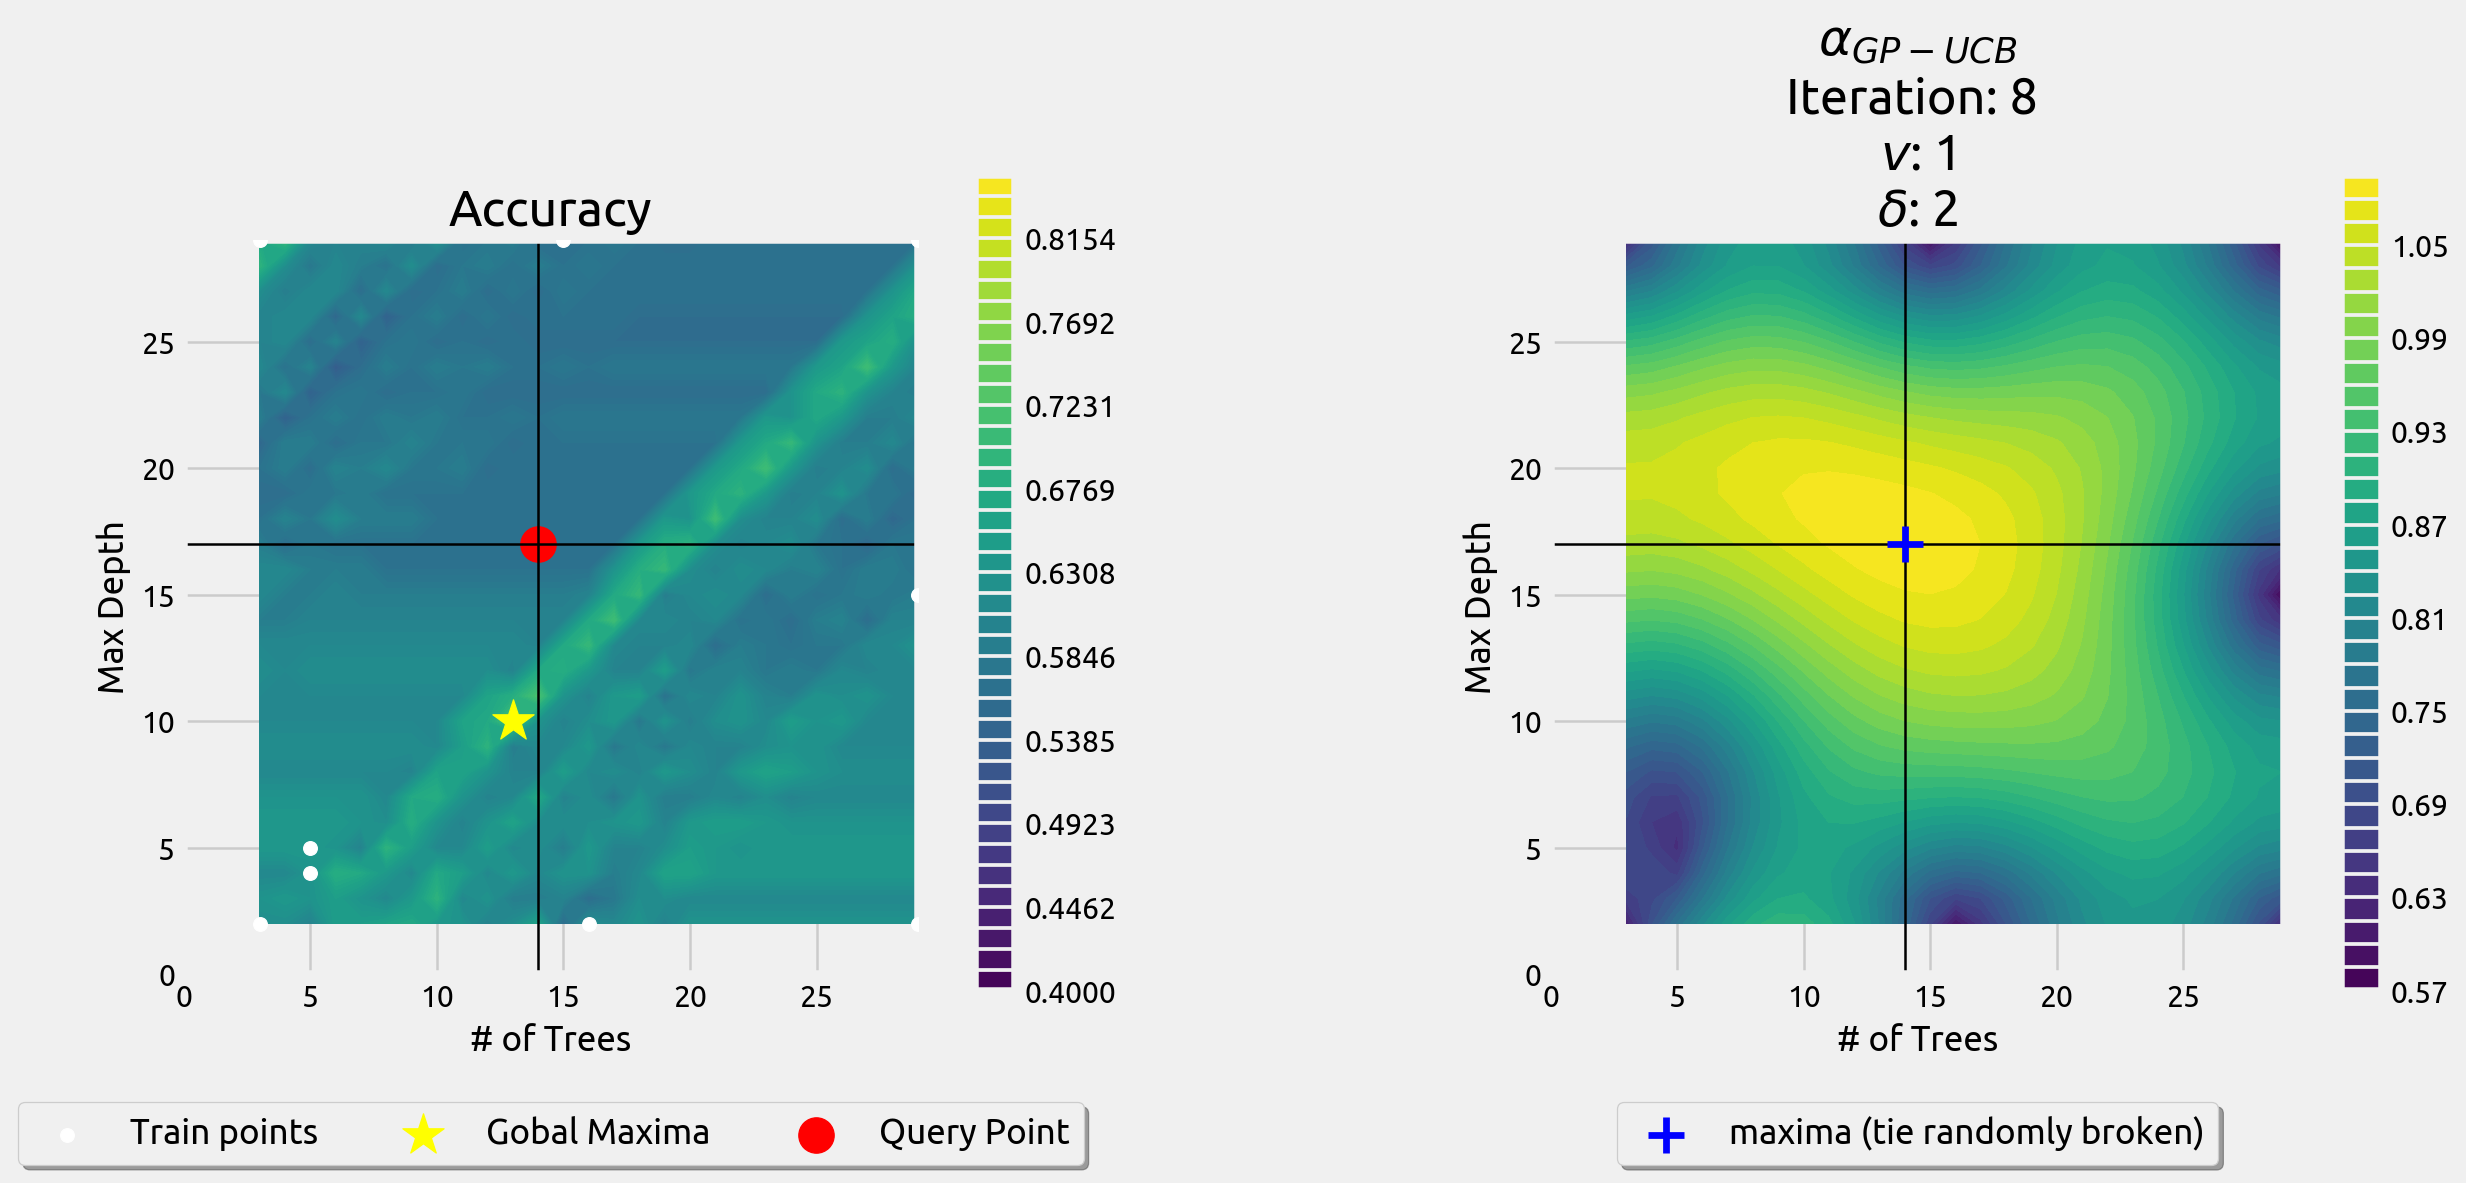 Accuracy
Max Depth
25
20
15
10
5
0
0 5 10 15 20 25
# of Trees
0.8154
0.7692
0.7231
0.6769
0.6308
0.5846
0.5385
0.4923
0.4462
0.4000
Train points
Gobal Maxima
Query Point
α_GP − UCB
Iteration: 8
ν: 1
δ: 2
Max Depth
25
20
15
10
5
0
0 5 10 15 20 25
# of Trees
1.05
0.99
0.93
0.87
0.81
0.75
0.69
0.63
0.57
maxima (tie randomly broken)